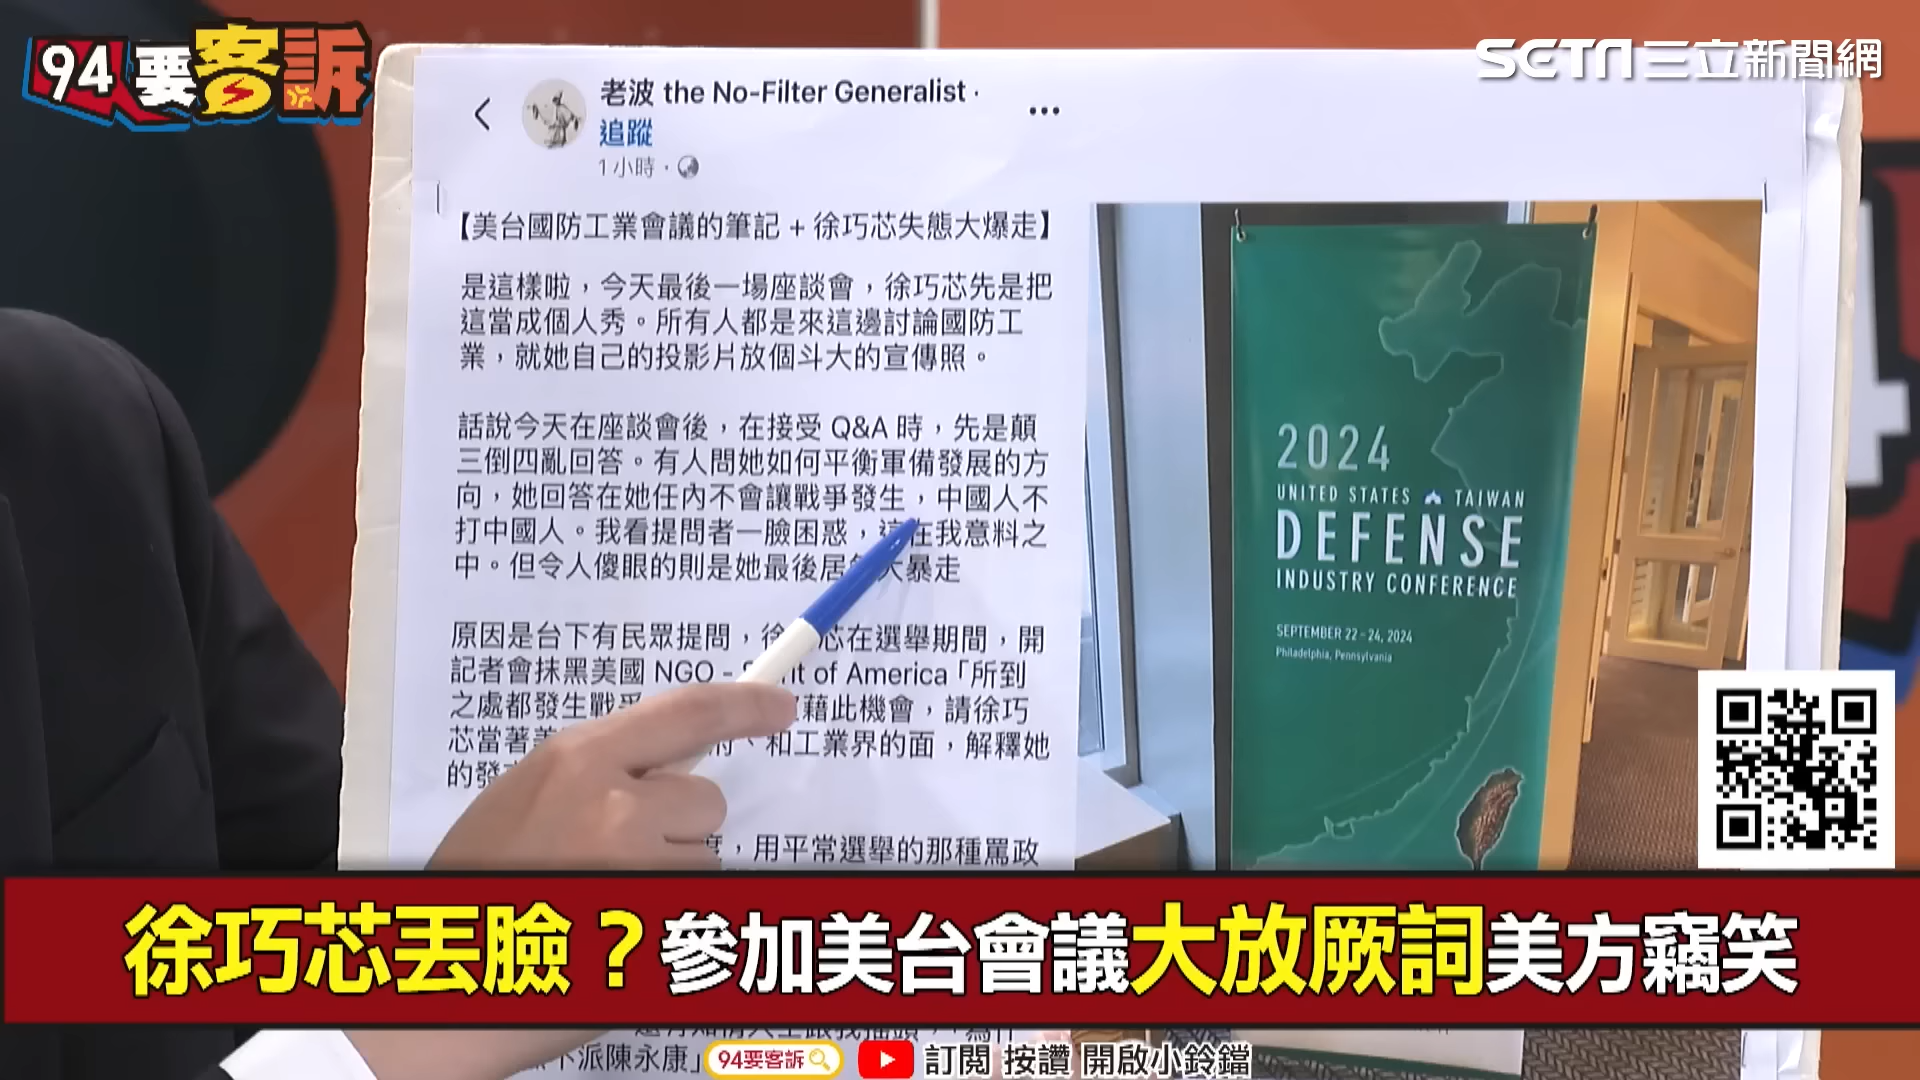 94要客訴
SETN三立新聞網
老波 the No-Filter Generalist ·
追蹤
1 小時 ·
【美台國防工業會議的筆記 + 徐巧芯失態大爆走】
是這樣啦，今天最後一場座談會，徐巧芯先是把
這當成個人秀。所有人都是來這邊討論國防工
業，就她自己的投影片放個斗大的宣傳照。
話說今天在座談會後，在接受 Q&A 時，先是顛
三倒四亂回答。有人問她如何平衡軍備發展的方
向，她回答在她任內不會讓戰爭發生，中國人不
打中國人。我看提問者一臉困惑，這在我意料之
中。但令人傻眼的則是她最後居 大暴走
原因是台下有民眾提問，徐 芯在選舉期間，開
記者會抹黑美國 NGO - S it of America「所到
之處都發生戰爭 藉此機會，請徐巧
芯當著美 、和工業界的面，解釋她
的發
，用平常選舉的那種罵政
2024
UNITED STATES TAIWAN
DEFENSE
INDUSTRY CONFERENCE
SEPTEMBER 22 - 24, 2024
Philadelphia, Pennsylvania
徐巧芯丟臉？參加美台會議大放厥詞美方竊笑
下派陳永康」
94要客訴
訂閱 按讚 開啟小鈴鐺